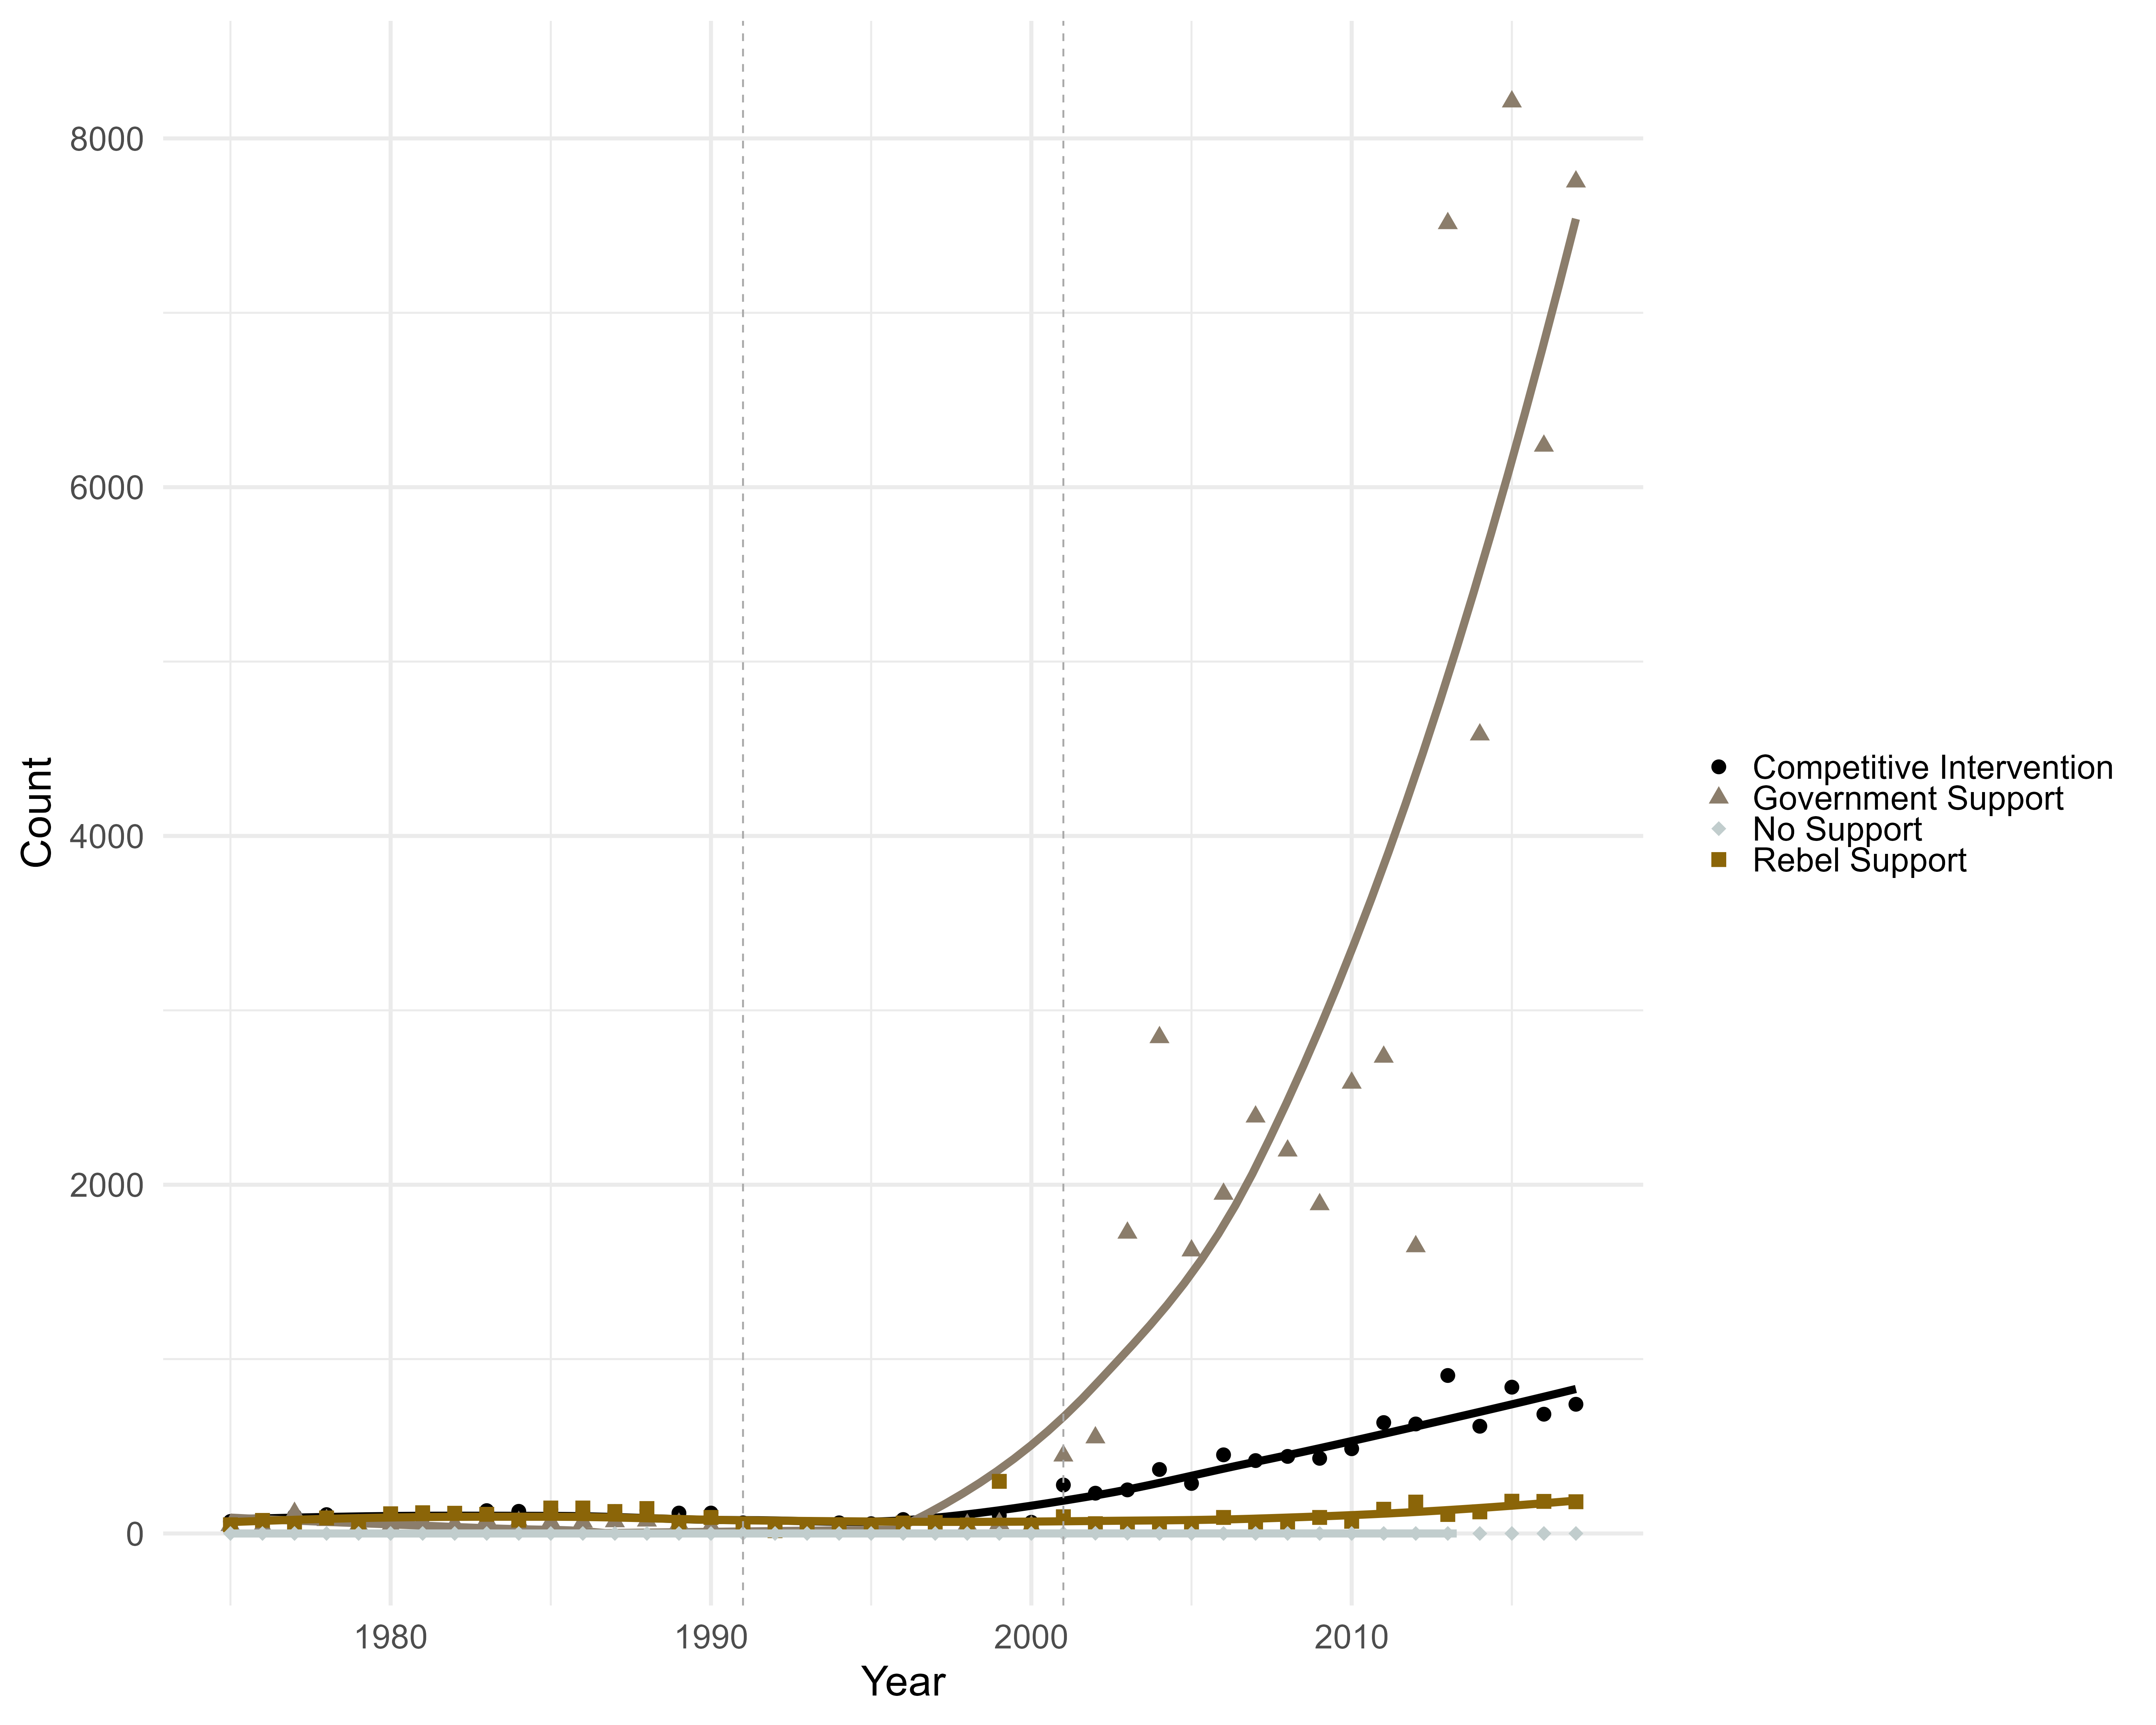 8000
6000
4000
2000
0
Count
1980
1990
2000
2010
Year
Competitive Intervention
Government Support
No Support
Rebel Support